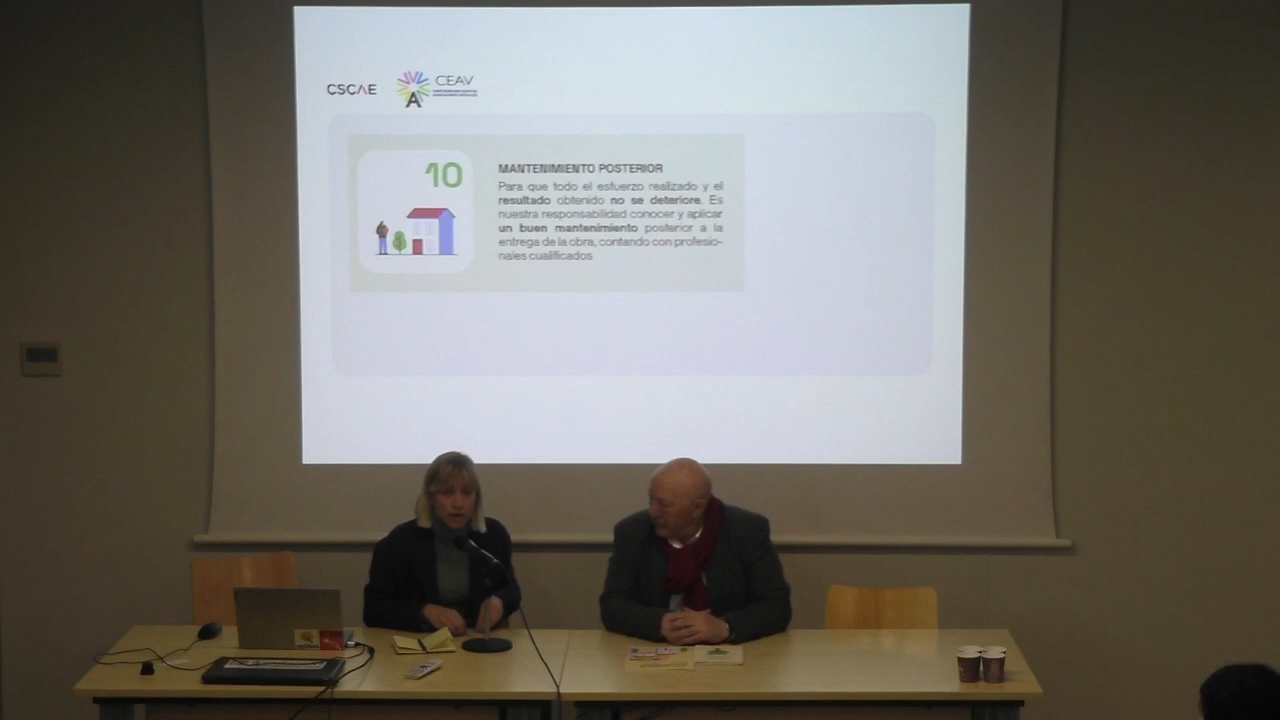 CSCAE
CEAV
10
MANTENIMIENTO POSTERIOR
Para que todo el esfuerzo realizado y el
resultado obtenido no se deteriore. Es
nuestra responsabilidad conocer y aplicar
un buen mantenimiento posterior a la
entrega de la obra, contando con profesio-
nales cualificados